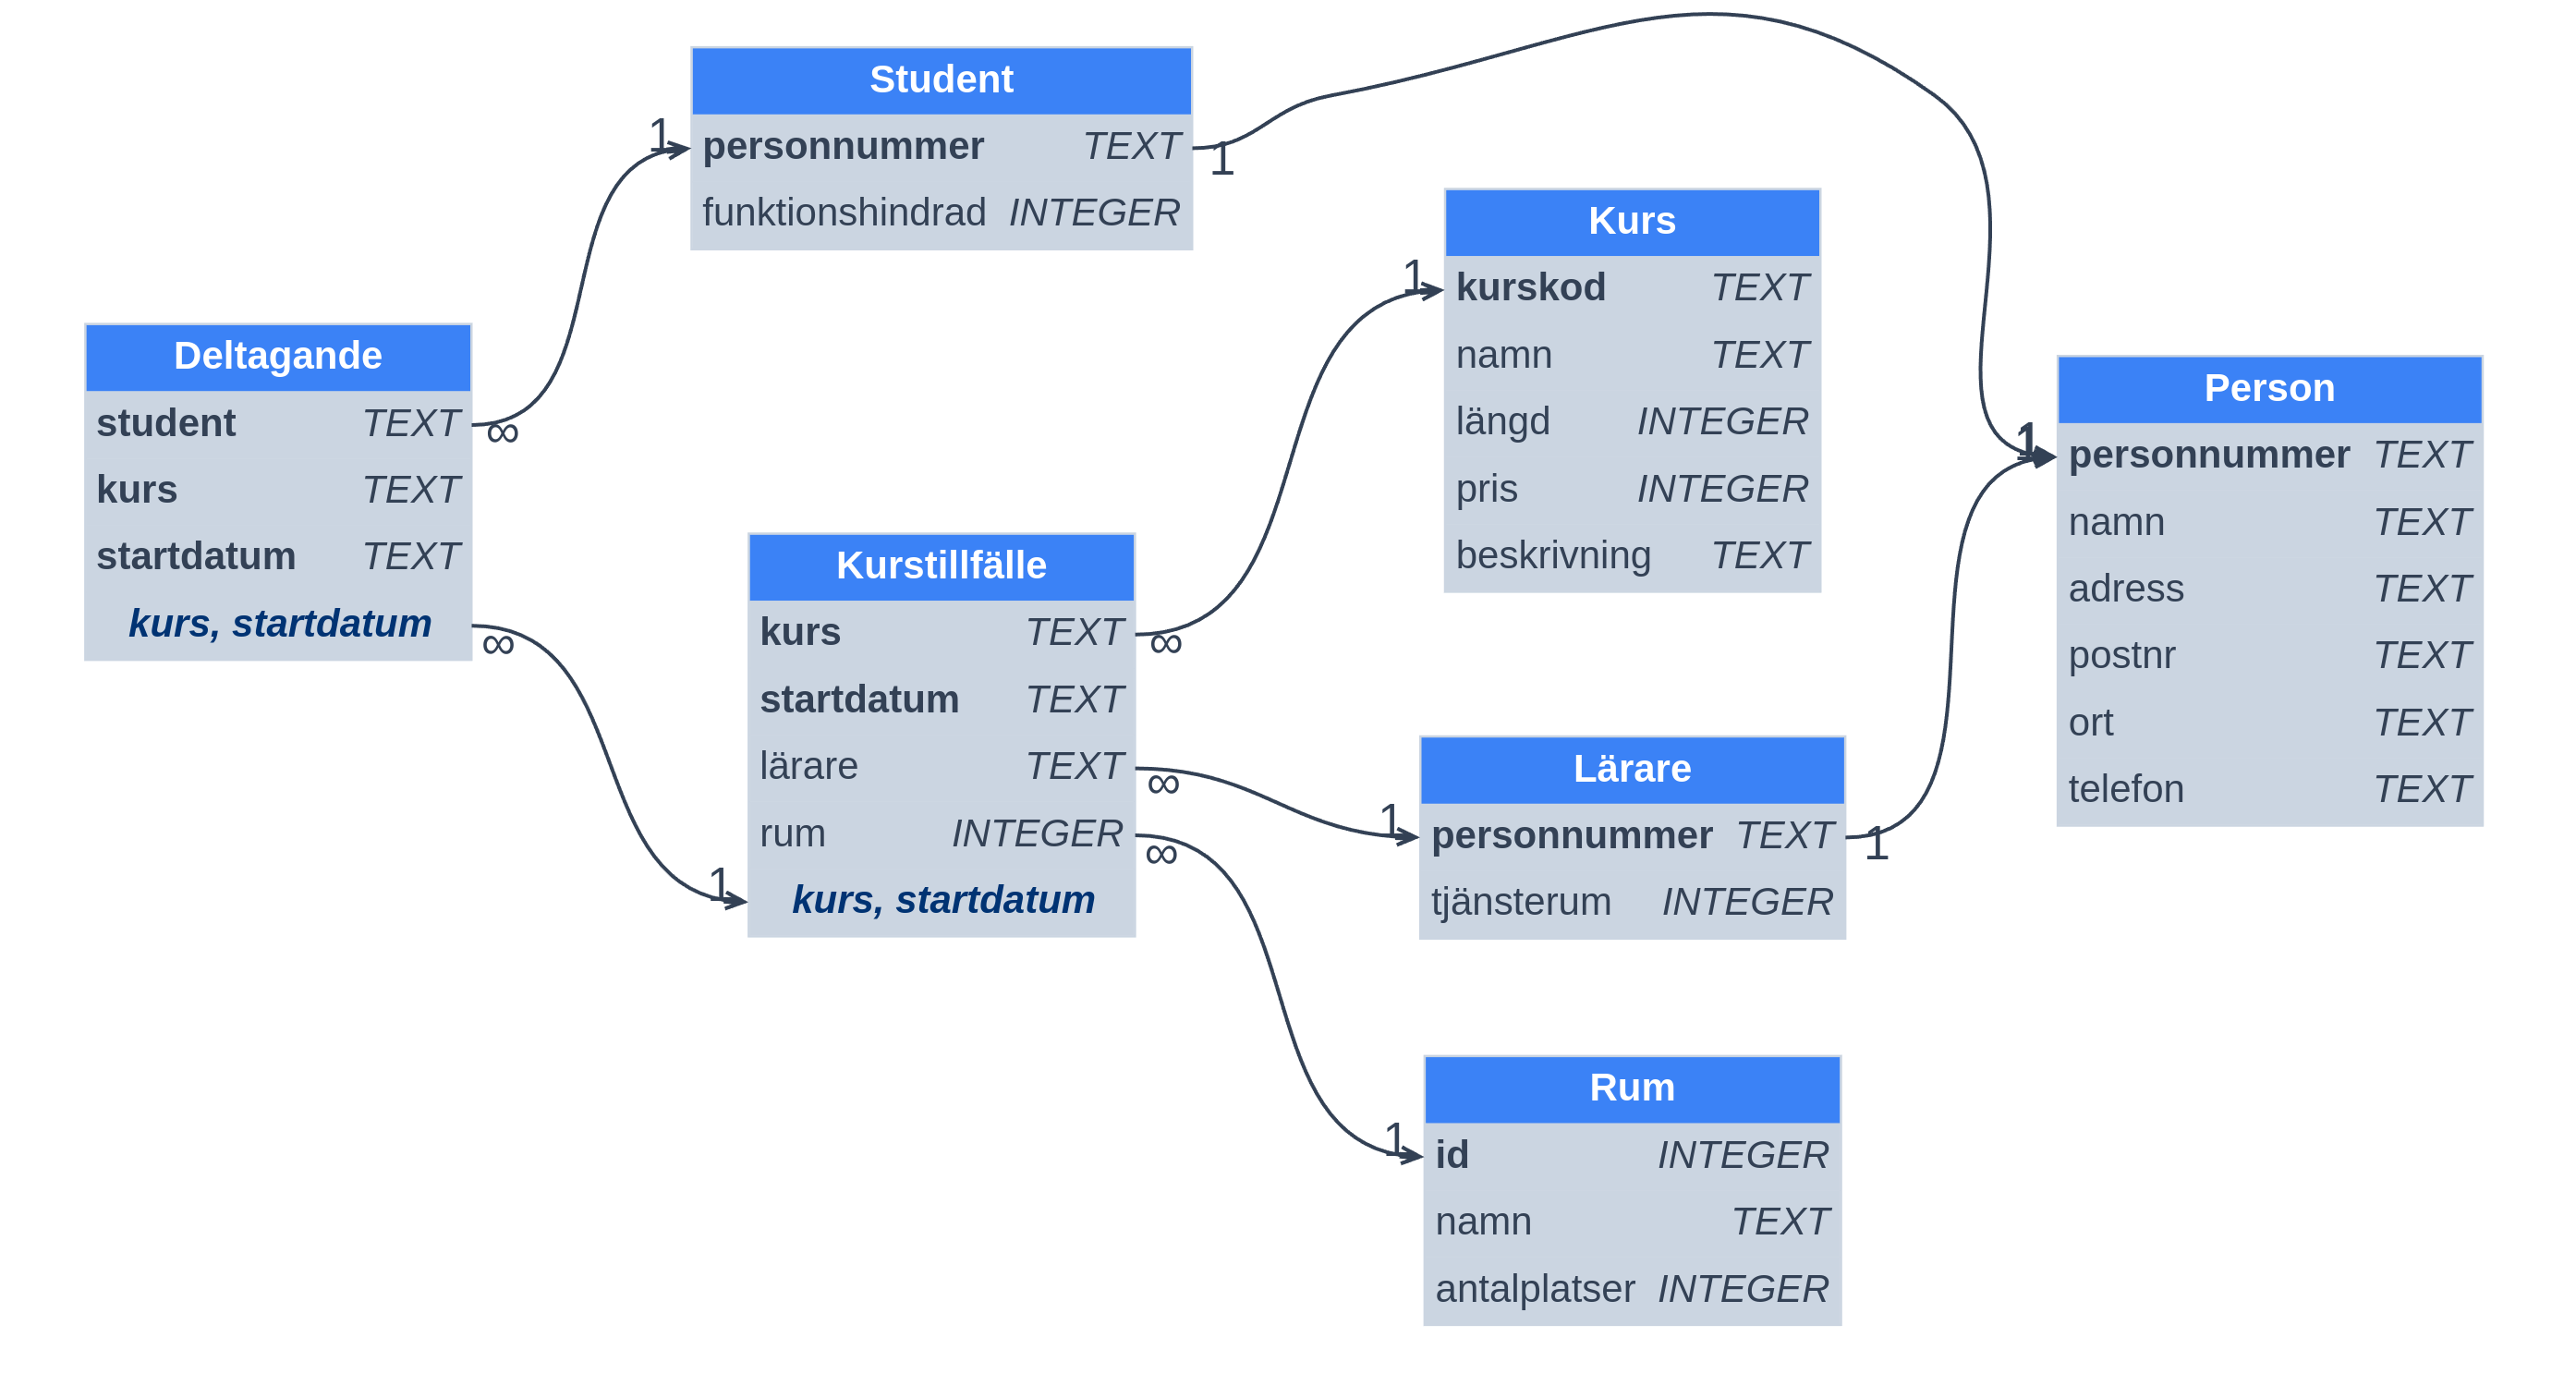 Student
personnummer TEXT
funktionshindrad INTEGER
1
1
Deltagande
student TEXT
kurs TEXT
startdatum TEXT
kurs, startdatum
∞
∞
Kurstillfälle
kurs TEXT
startdatum TEXT
lärare TEXT
rum INTEGER
kurs, startdatum
1
∞
∞
∞
Kurs
kurskod TEXT
namn TEXT
längd INTEGER
pris INTEGER
beskrivning TEXT
1
Lärare
personnummer TEXT
tjänsterum INTEGER
1
1
Rum
id INTEGER
namn TEXT
antalplatser INTEGER
1
Person
personnummer TEXT
namn TEXT
adress TEXT
postnr TEXT
ort TEXT
telefon TEXT
1
1